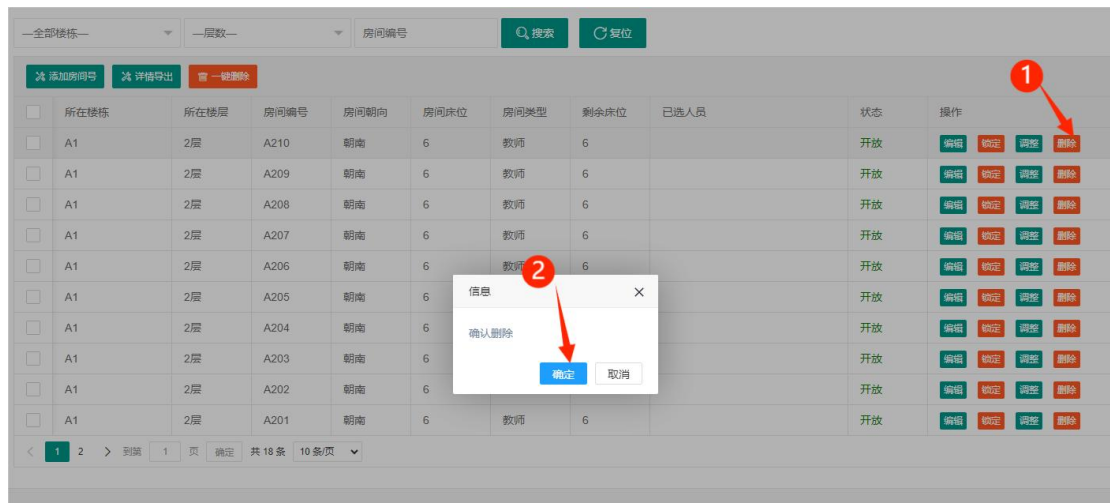 —全部楼栋— —层数— 房间编号 搜索 复位
添加房间号 详情导出 一键删除
1
所在楼栋 所在楼层 房间编号 房间朝向 房间床位 房间类型 剩余床位 已选人员 状态 操作
A1 2层 A210 朝南 6 教师 6 开放 编辑 锁定 调整 删除
A1 2层 A209 朝南 6 教师 6 开放 编辑 锁定 调整 删除
A1 2层 A208 朝南 6 教师 6 开放 编辑 锁定 调整 删除
A1 2层 A207 朝南 6 教师 6 开放 编辑 锁定 调整 删除
A1 2层 A206 朝南 6 教师 6 开放 编辑 锁定 调整 删除
2
A1 2层 A205 朝南 6 开放 编辑 锁定 调整 删除
信息
A1 2层 A204 朝南 6 开放 编辑 锁定 调整 删除
确认删除
A1 2层 A203 朝南 6 开放 编辑 锁定 调整 删除
确定 取消
A1 2层 A202 朝南 6 开放 编辑 锁定 调整 删除
A1 2层 A201 朝南 6 教师 6 开放 编辑 锁定 调整 删除
1 2 到第 1 页 确定 共 18 条 10 条/页